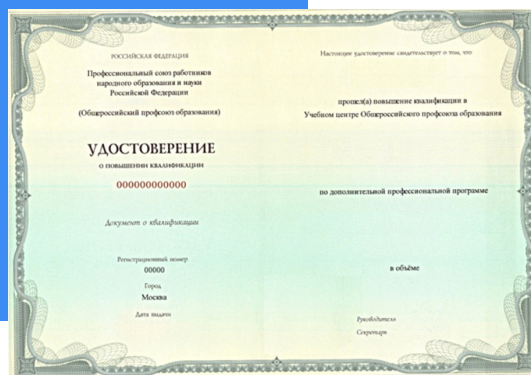 РОССИЙСКАЯ ФЕДЕРАЦИЯ
Профессиональный союз работников
народного образования и науки
Российской Федерации
(Общероссийский профсоюз образования)
УДОСТОВЕРЕНИЕ
О ПОВЫШЕНИИ КВАЛИФИКАЦИИ
000000000000
Документ о квалификации
Регистрационный номер
00000
Город
Москва
Дата выдачи
Настоящее удостоверение свидетельствует о том, что
прошел(а) повышение квалификации в
Учебном центре Общероссийского профсоюза образования
по дополнительной профессиональной программе
в объёме
Руководитель
Секретарь